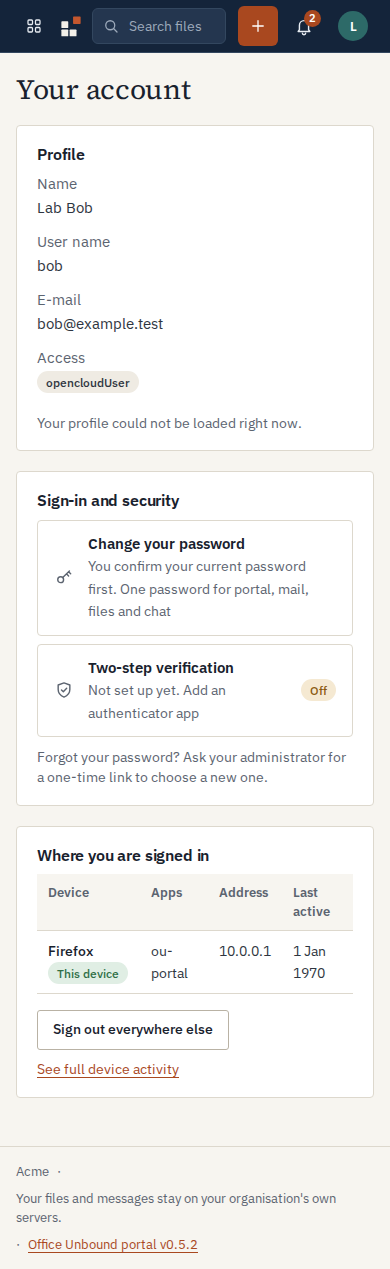 Search files
2
L
Your account
Profile
Name
Lab Bob
User name
bob
E-mail
bob@example.test
Access
opencloudUser
Your profile could not be loaded right now.
Sign-in and security
Change your password
You confirm your current password
first. One password for portal, mail,
files and chat
Two-step verification
Not set up yet. Add an
authenticator app
Off
Forgot your password? Ask your administrator for
a one-time link to choose a new one.
Where you are signed in
Device Apps Address Last
active
Firefox ou- 10.0.0.1 1 Jan
This device portal 1970
Sign out everywhere else
See full device activity
Acme ·
Your files and messages stay on your organisation's own
servers.
· Office Unbound portal v0.5.2